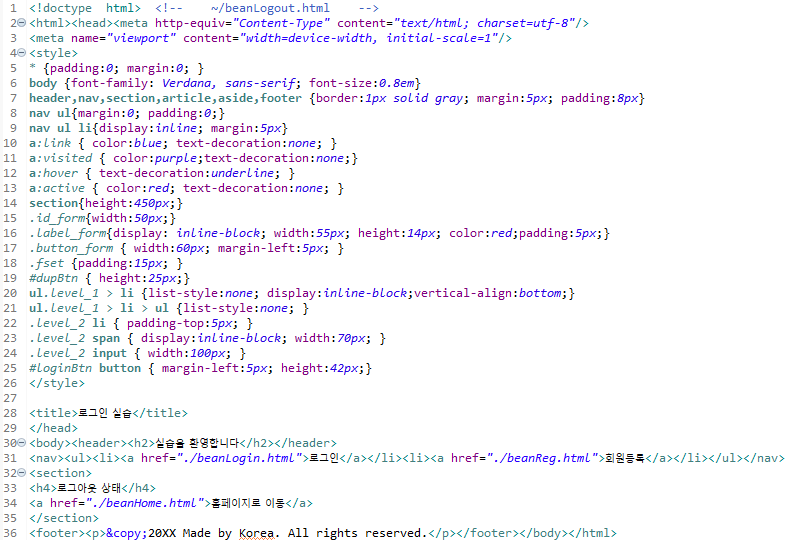 1 <!doctype  html>  <!--    ~/beanLogout.html    -->
2 <html><head><meta http-equiv="Content-Type" content="text/html; charset=utf-8"/>
3 <meta name="viewport" content="width=device-width, initial-scale=1"/>
4 <style>
5 * {padding:0; margin:0; }
6 body {font-family: Verdana, sans-serif; font-size:0.8em}
7 header,nav,section,article,aside,footer {border:1px solid gray; margin:5px; padding:8px}
8 nav ul{margin:0; padding:0;}
9 nav ul li{display:inline; margin:5px}
10 a:link { color:blue; text-decoration:none; }
11 a:visited { color:purple;text-decoration:none;}
12 a:hover { text-decoration:underline; }
13 a:active { color:red; text-decoration:none; }
14 section{height:450px;}
15 .id_form{width:50px;}
16 .label_form{display: inline-block; width:55px; height:14px; color:red;padding:5px;}
17 .button_form { width:60px; margin-left:5px; }
18 .fset {padding:15px; }
19 #dupBtn { height:25px;}
20 ul.level_1 > li {list-style:none; display:inline-block;vertical-align:bottom;}
21 ul.level_1 > li > ul {list-style:none; }
22 .level_2 li { padding-top:5px; }
23 .level_2 span { display:inline-block; width:70px; }
24 .level_2 input { width:100px; }
25 #loginBtn button { margin-left:5px; height:42px;}
26 </style>
27
28 <title>로그인 실습</title>
29 </head>
30 <body><header><h2>실습을 환영합니다</h2></header>
31 <nav><ul><li><a href="./beanLogin.html">로그인</a></li><li><a href="./beanReg.html">회원등록</a></li></ul></nav>
32 <section>
33 <h4>로그아웃 상태</h4>
34 <a href="./beanHome.html">홈페이지로 이동</a>
35 </section>
36 <footer><p>&copy;20XX Made by Korea. All rights reserved.</p></footer></body></html>